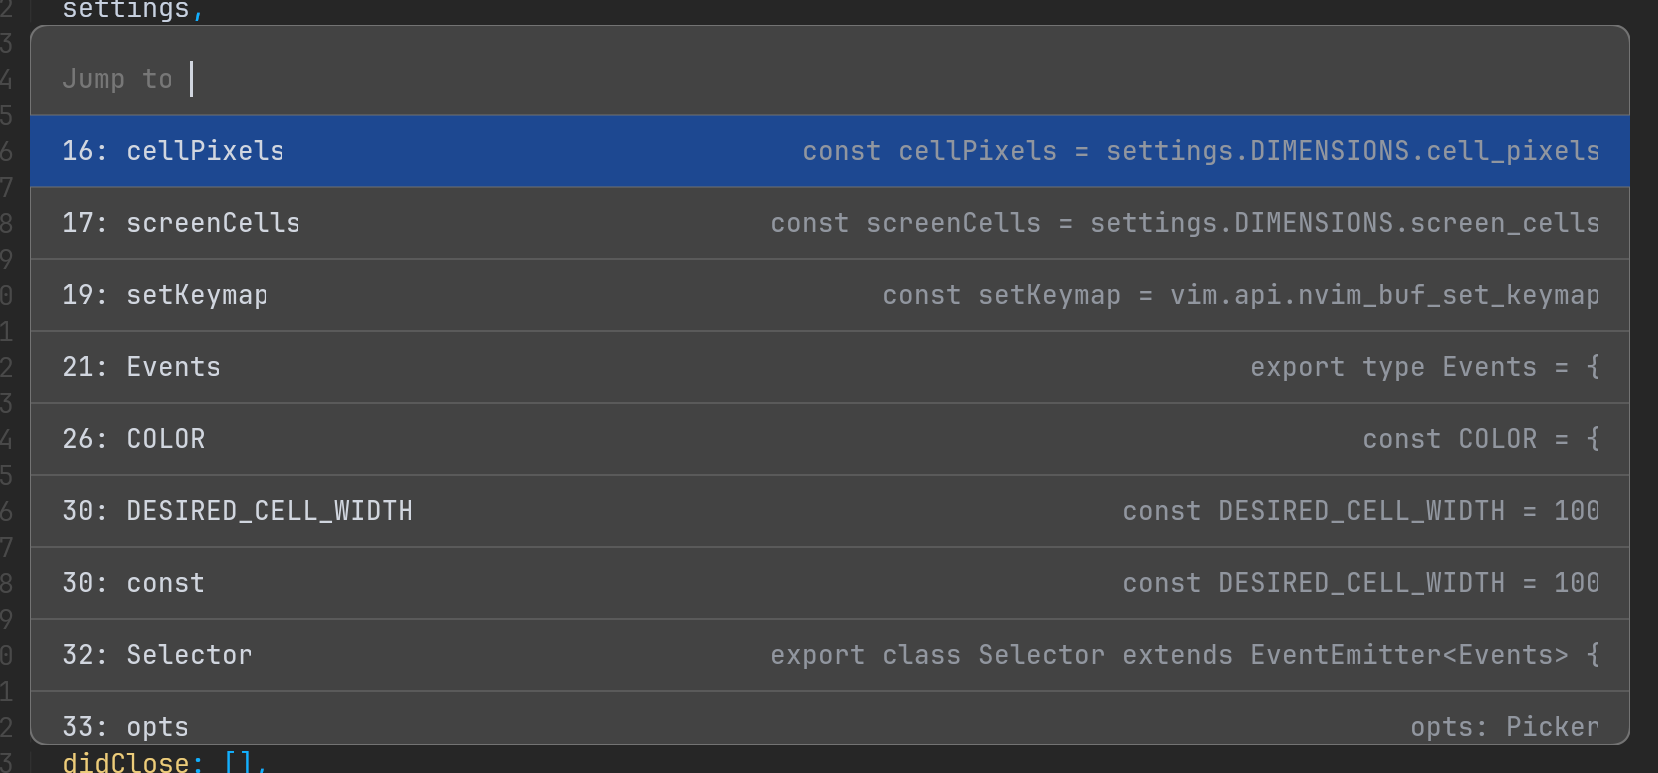 2 settings,
3
4 Jump to
5
6 16: cellPixels const cellPixels = settings.DIMENSIONS.cell_pixels
7
8 17: screenCells const screenCells = settings.DIMENSIONS.screen_cells
9
0 19: setKeymap const setKeymap = vim.api.nvim_buf_set_keymap
1
2 21: Events export type Events = {
3
4 26: COLOR const COLOR = {
5
6 30: DESIRED_CELL_WIDTH const DESIRED_CELL_WIDTH = 100
7
8 30: const const DESIRED_CELL_WIDTH = 100
9
0 32: Selector export class Selector extends EventEmitter<Events> {
1
2 33: opts opts: Picker
3 didClose: [],